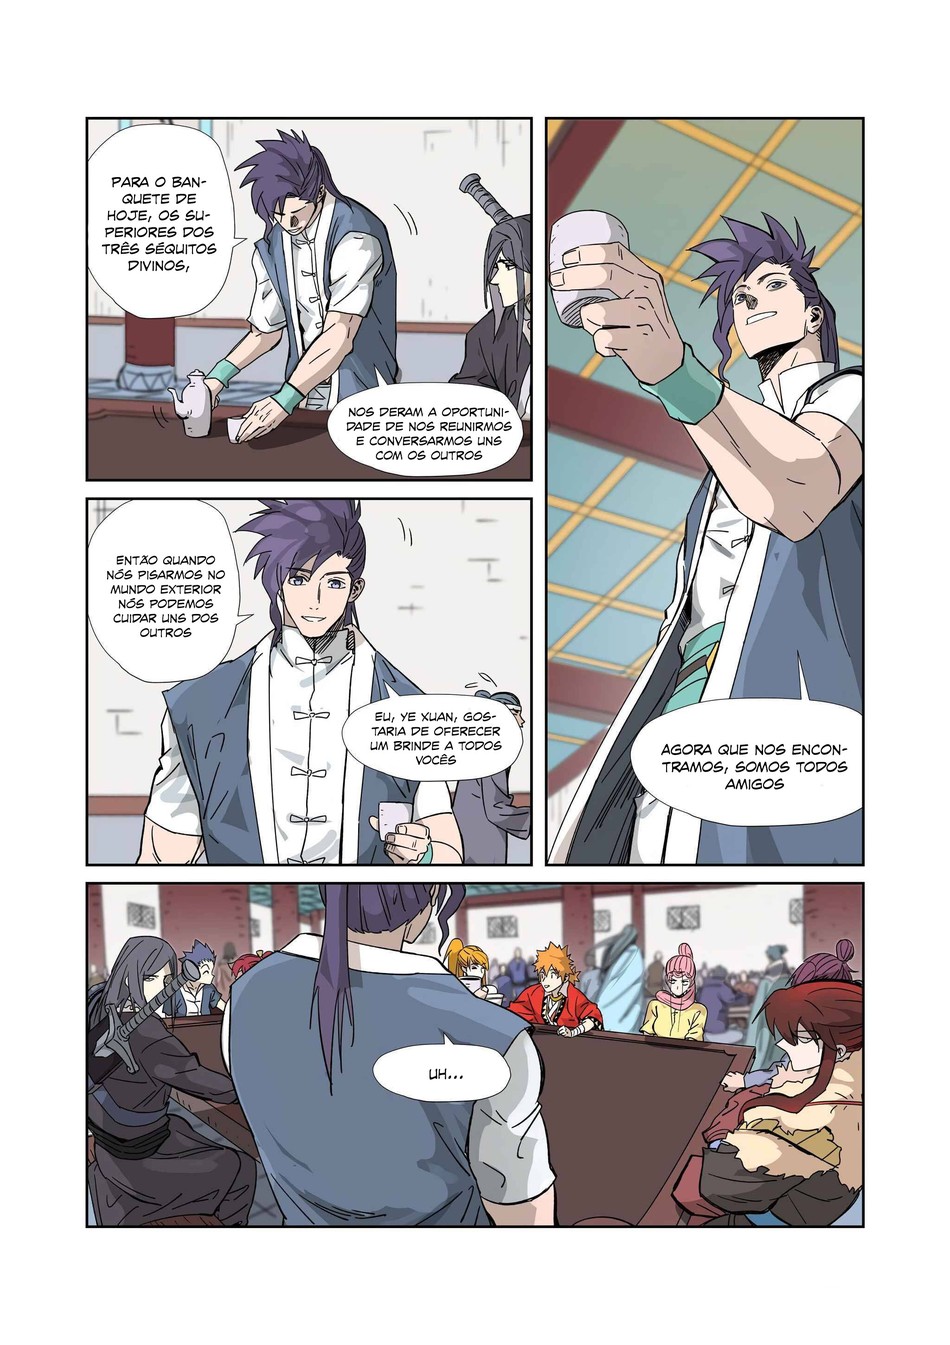 PARA O BAN-
QUETE DE
HOJE, OS SU-
PERIORES DOS
TRÊS SÉQUITOS
DIVINOS,
NOS DERAM A OPORTUNI-
DADE DE NOS REUNIRMOS
E CONVERSARMOS UNS
COM OS OUTROS
ENTÃO QUANDO
NÓS PISARMOS NO
MUNDO EXTERIOR
NÓS PODEMOS
CUIDAR UNS DOS
OUTROS
EU, YE XUAN, GOS-
TARIA DE OFERECER
UM BRINDE A TODOS
VOCÊS
AGORA QUE NOS ENCON-
TRAMOS, SOMOS TODOS
AMIGOS
UH...